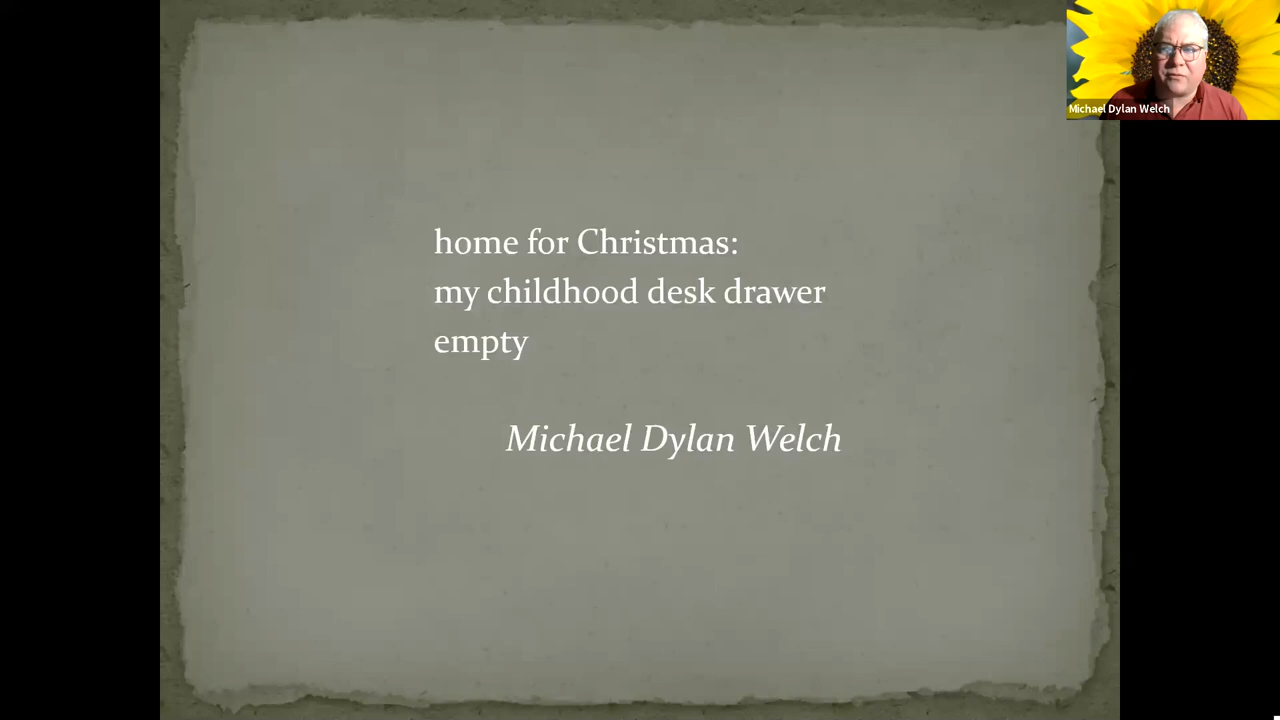 home for Christmas:
my childhood desk drawer
empty
Michael Dylan Welch
Michael Dylan Welch